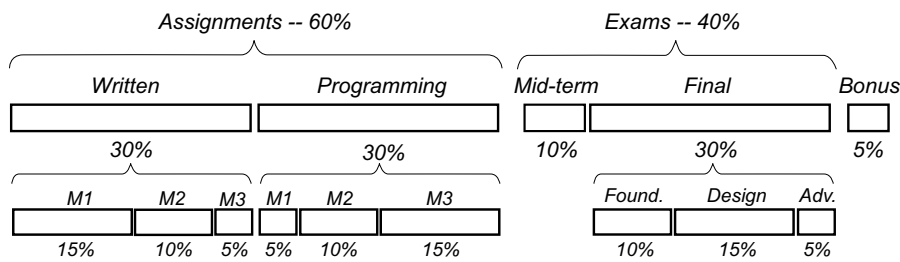 Assignments -- 60% Exams -- 40%
Written Programming Mid-term Final Bonus
30% 30% 10% 30% 5%
M1 M2 M3 M1 M2 M3 Found. Design Adv.
15% 10% 5% 5% 10% 15% 10% 15% 5%